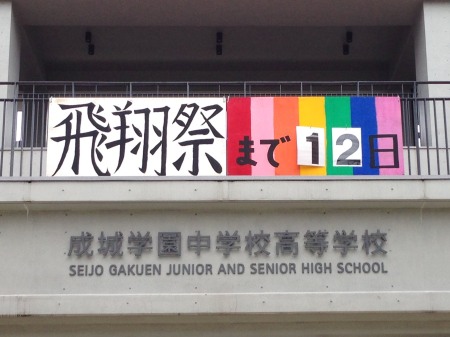 飛翔祭まで12日
成城学園中学校高等学校
SEIJO GAKUEN JUNIOR AND SENIOR HIGH SCHOOL